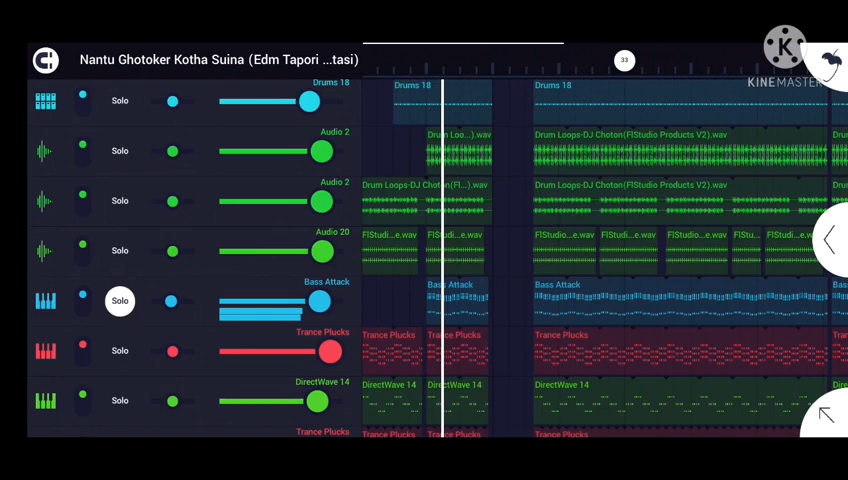 Nantu Ghotoker Kotha Suina (Edm Tapori ...tasi)
33
K
KINEMASTER
Drums 18
Solo
Drums 18
Drums 18
Audio 2
Solo
Drum Loo...).wav
Drum Loops-DJ Choton(FlStudio Products V2).wav
Audio 2
Solo
Drum Loops-DJ Choton(Fl...).wav
Drum Loops-DJ Choton(FlStudio Products V2).wav
Audio 20
Solo
FlStudi...e.wav
FlStudi...e.wav
FlStudio...e.wav
FlStudi...e.wav
FlStudi...e.wav
FlStu...e.wav
FlStudi...e.wav
Bass Attack
Solo
Bass Attack
Bass Attack
Trance Plucks
Solo
Trance Plucks
Trance Plucks
Trance Plucks
DirectWave 14
Solo
DirectWave 14
DirectWave 14
DirectWave 14
Trance Plucks
Trance Plucks
Trance Plucks
Trance Plucks